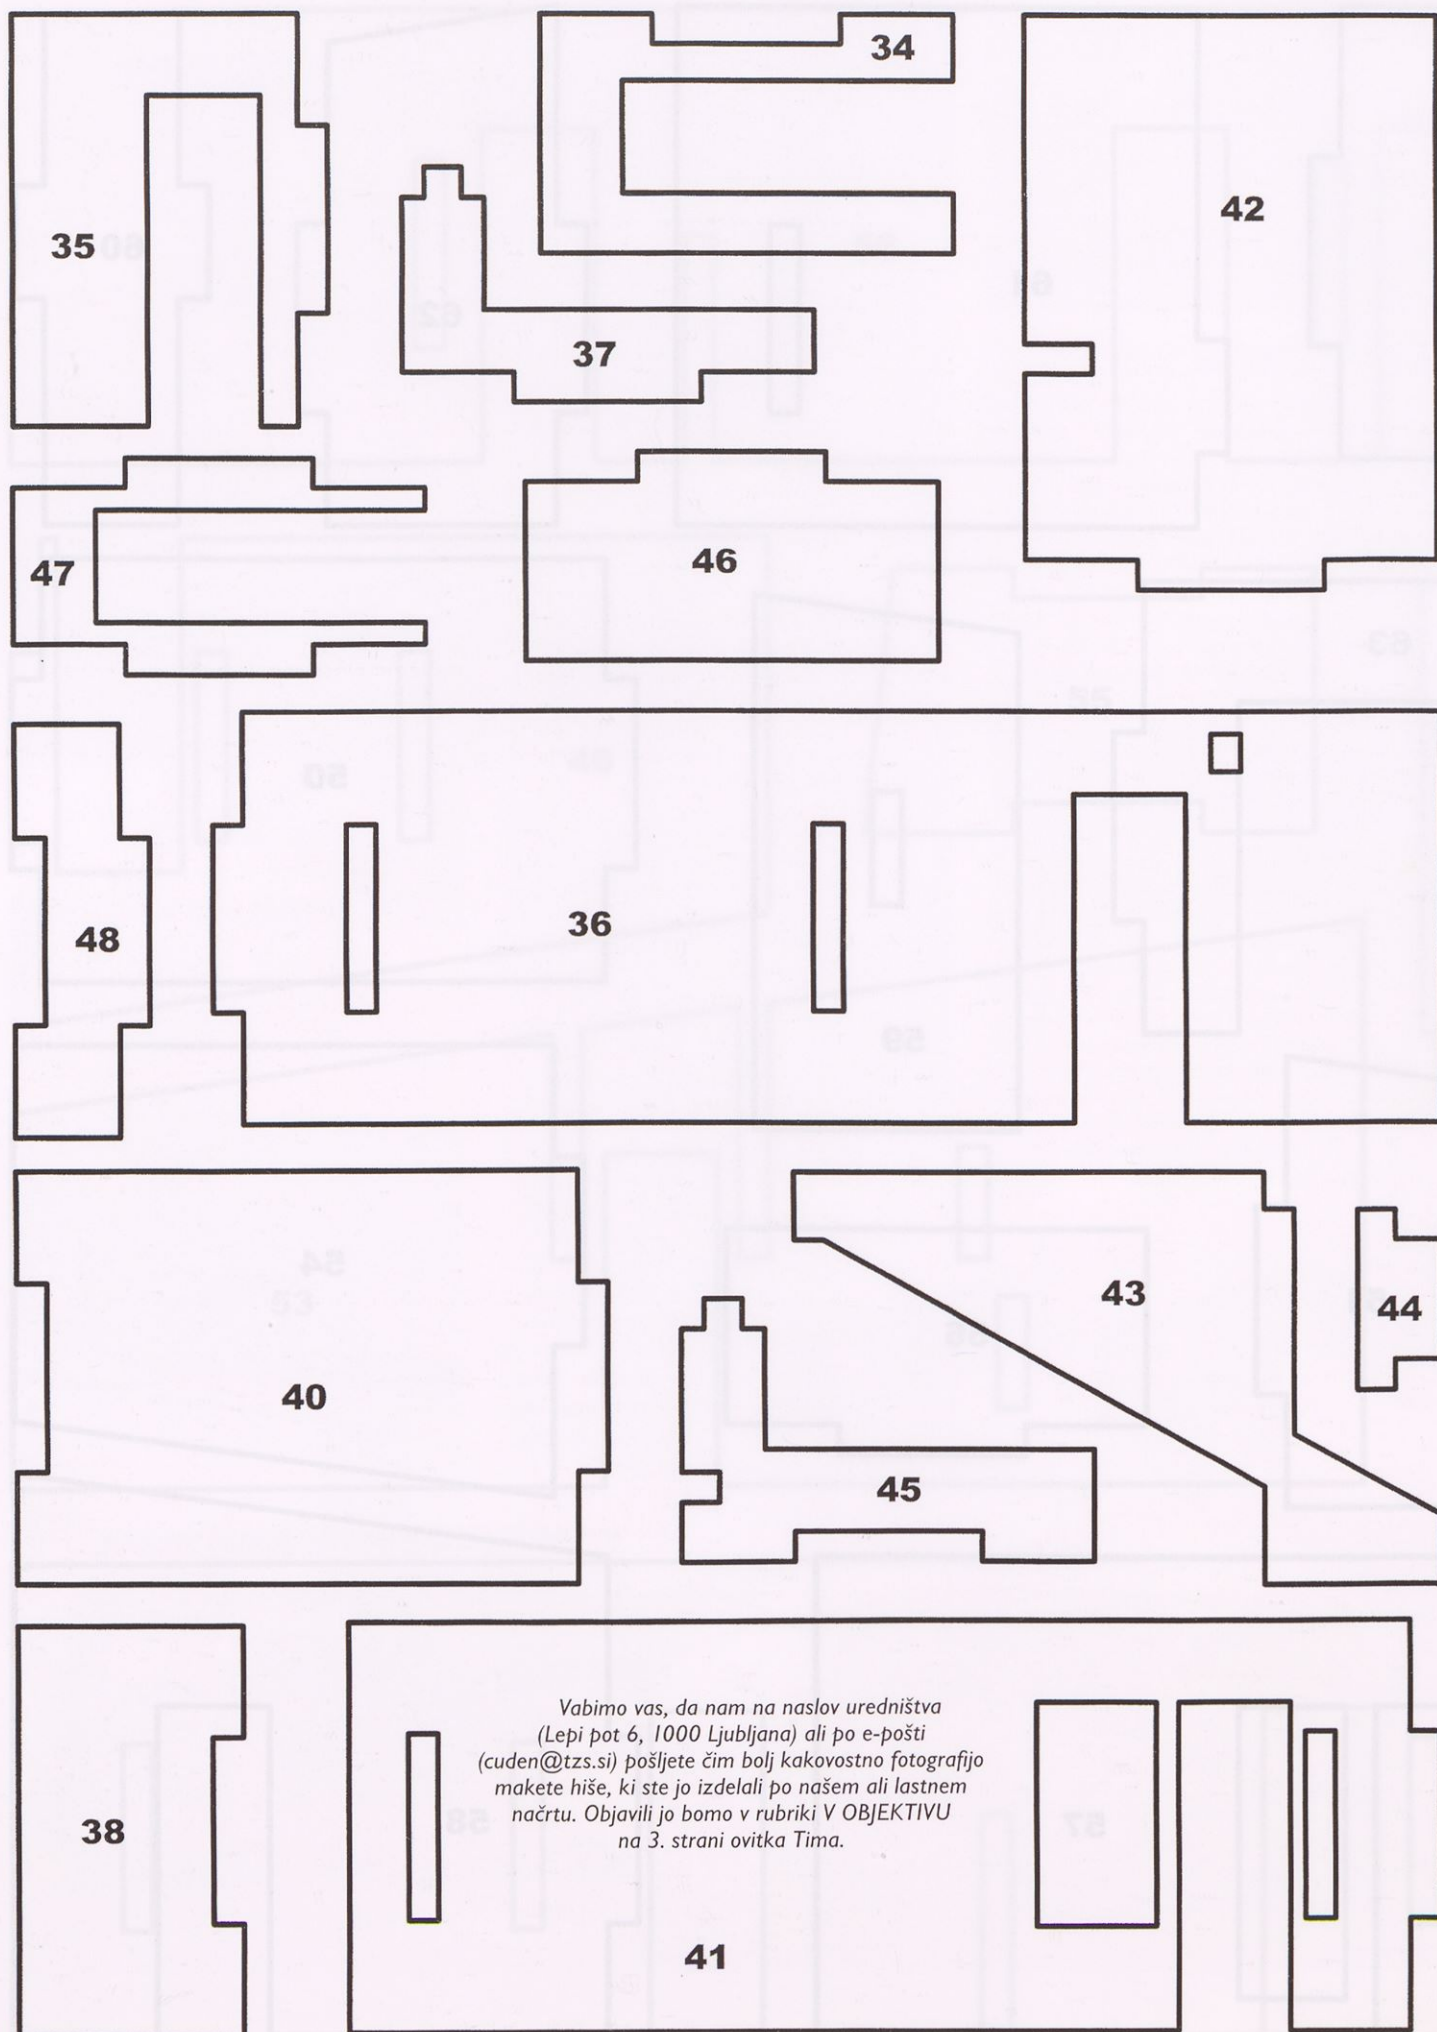 34
42
35
37
47
46
48
36
43
44
40
45
Vabimo vas, da nam na naslov uredništva
(Lepi pot 6, 1000 Ljubljana) ali po e-pošti
(cuden@tzs.si) pošljete čim bolj kakovostno fotografijo
makete hiše, ki ste jo izdelali po našem ali lastnem
načrtu. Objavili jo bomo v rubriki V OBJEKTIVU
na 3. strani ovitka Tima.
38
41